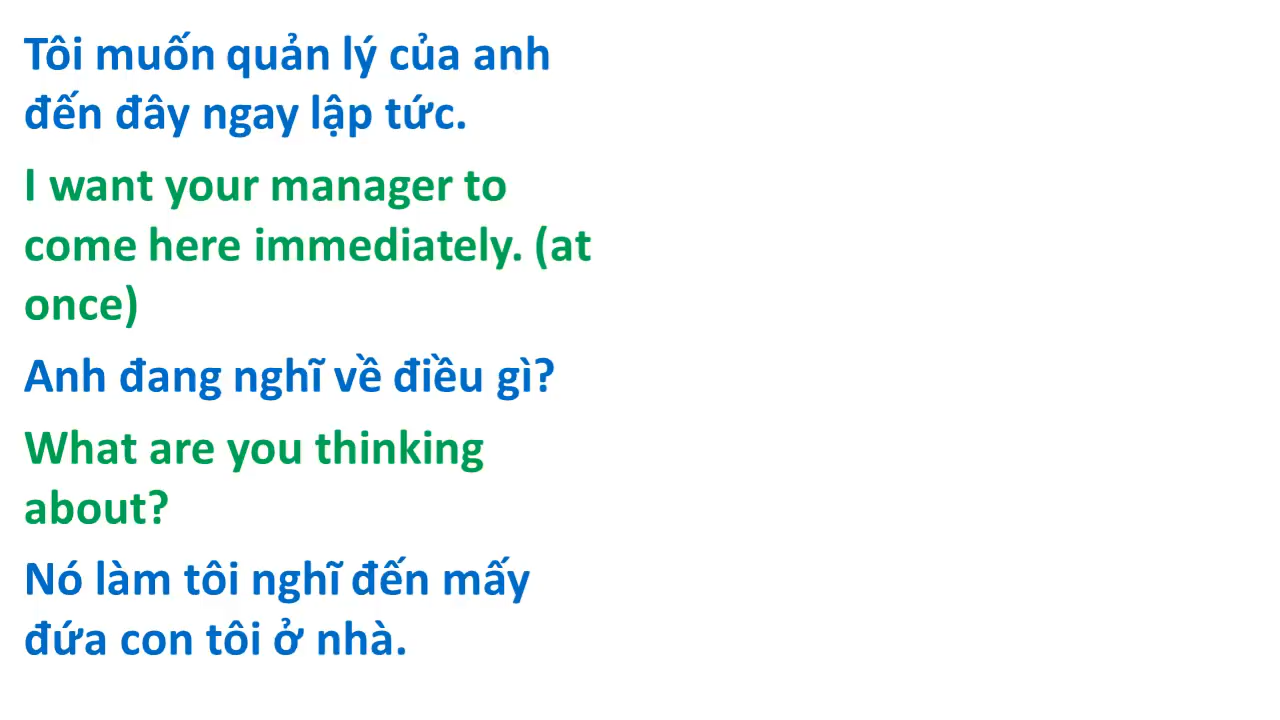 Tôi muốn quản lý của anh
đến đây ngay lập tức.
I want your manager to
come here immediately. (at
once)
Anh đang nghĩ về điều gì?
What are you thinking
about?
Nó làm tôi nghĩ đến mấy
đứa con tôi ở nhà.